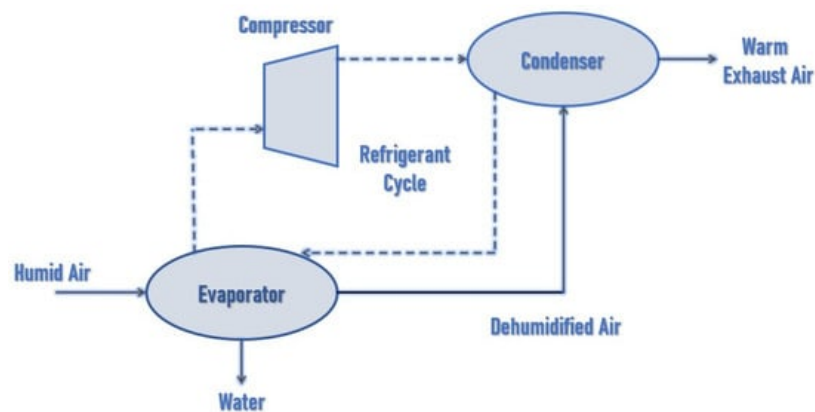 Compressor
Condenser
Warm
Exhaust Air
Refrigerant
Cycle
Humid Air
Evaporator
Dehumidified Air
Water